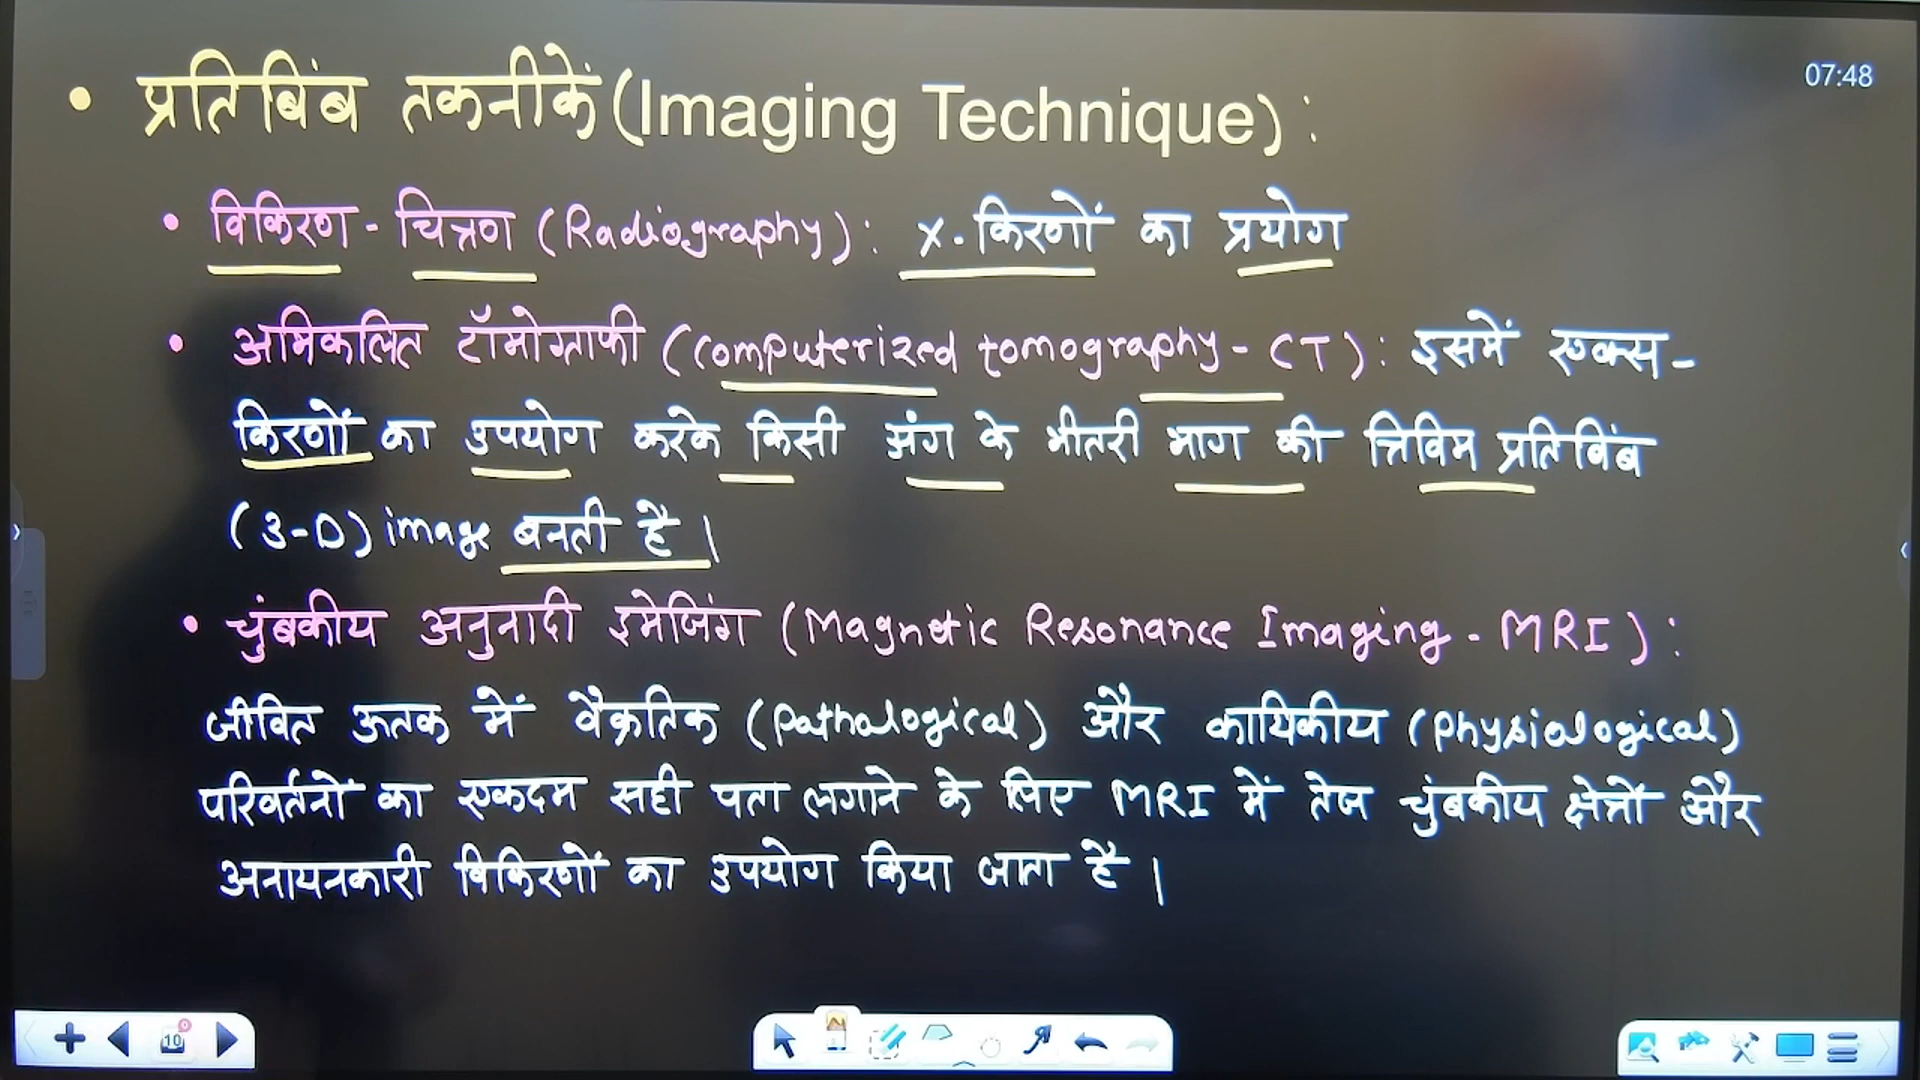 07:48
• प्रतिबिंब तकनीकें (Imaging Technique) :
• विकिरण - चित्रण (Radiography) : X-किरणों का प्रयोग
• अभिकलित टॉमोग्राफी (Computerized tomography - CT) : इसमें एक्स-
किरणों का उपयोग करके किसी अंग के भीतरी भाग की त्रिविम प्रतिबिंब
(3-D) image बनती है।
• चुंबकीय अनुनादी इमेजिंग (Magnetic Resonance Imaging - MRI) :
जीवित ऊतक में वैकृतिक (Pathalogical) और कायिकीय (Physiological)
परिवर्तनों का एकदम सही पता लगाने के लिए MRI में तेज चुंबकीय क्षेत्रों और
अनायनकारी विकिरणों का उपयोग किया जाता है।
10